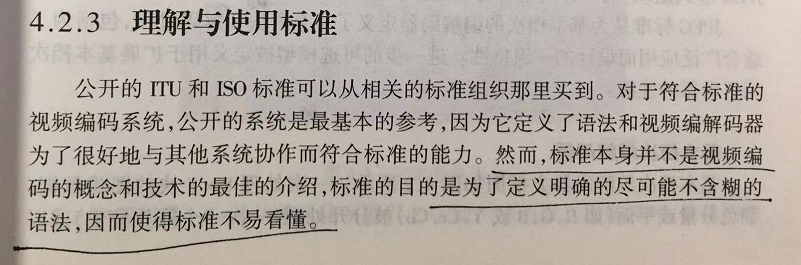 4.2.3 理解与使用标准
公开的 ITU 和 ISO 标准可以从相关的标准组织那里买到。对于符合标准的
视频编码系统,公开的系统是最基本的参考,因为它定义了语法和视频编解码器
为了很好地与其他系统协作而符合标准的能力。然而,标准本身并不是视频编
码的概念和技术的最佳的介绍,标准的目的是为了定义明确的尽可能不含糊的
语法,因而使得标准不易看懂。